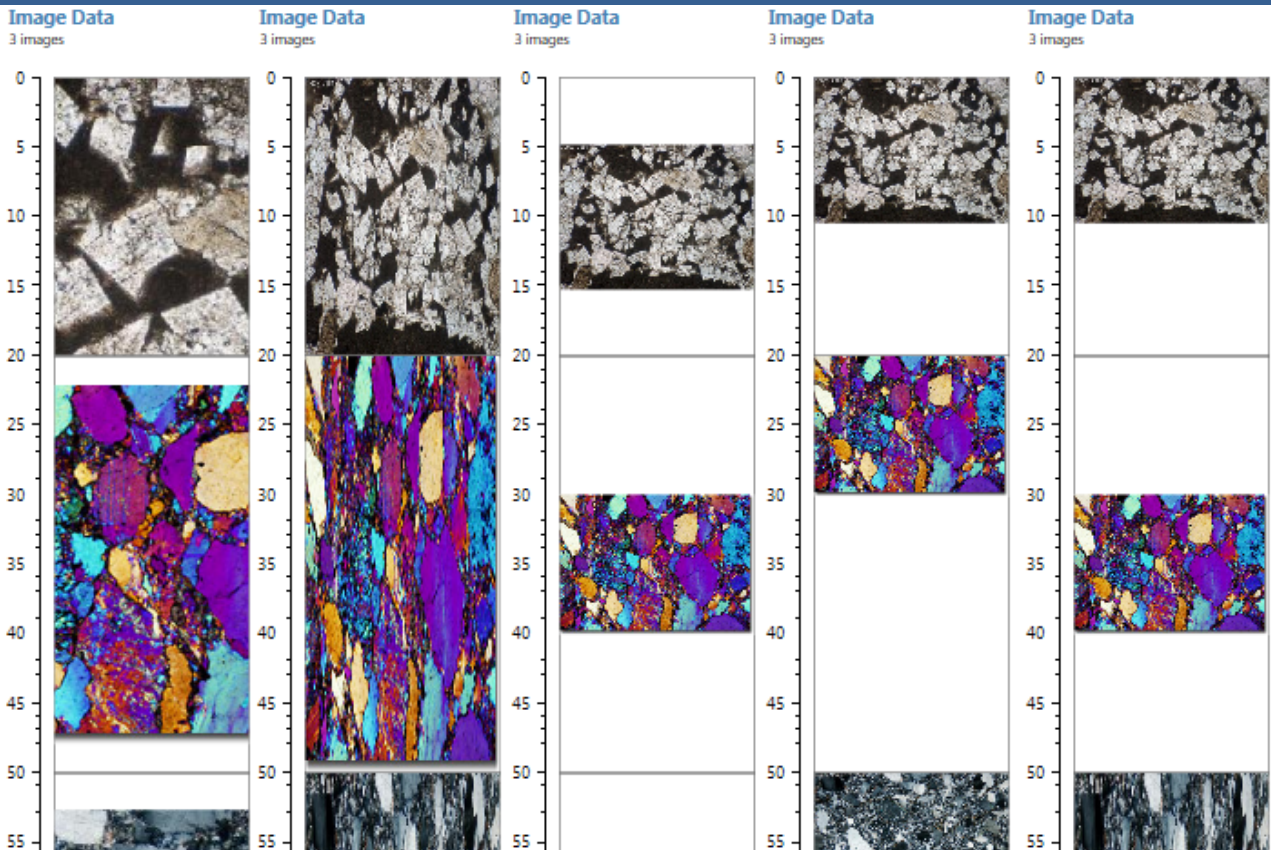 Image Data Image Data Image Data Image Data Image Data
3 images 3 images 3 images 3 images 3 images
0 0 0 0 0
5 5 5 5 5
10 10 10 10 10
15 15 15 15 15
20 20 20 20 20
25 25 25 25 25
30 30 30 30 30
35 35 35 35 35
40 40 40 40 40
45 45 45 45 45
50 50 50 50 50
55 55 55 55 55